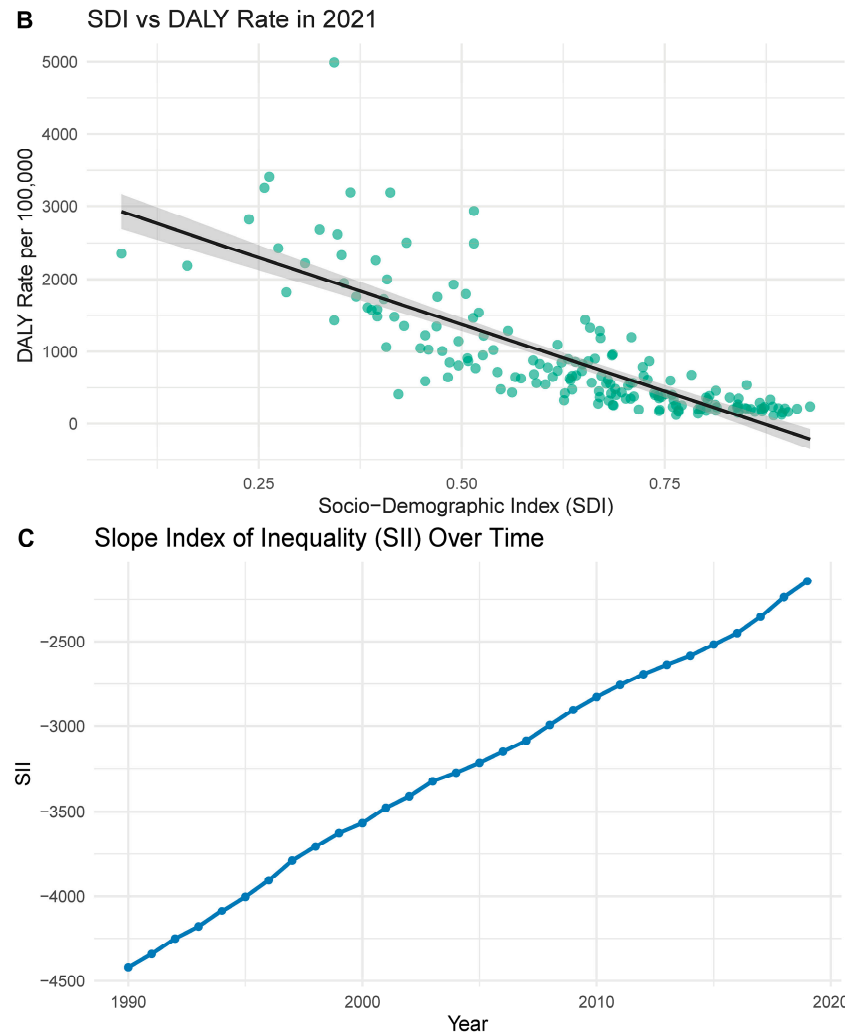 B SDI vs DALY Rate in 2021
DALY Rate per 100,000
5000
4000
3000
2000
1000
0
0.25 0.50 0.75
Socio−Demographic Index (SDI)
C Slope Index of Inequality (SII) Over Time
SII
−2500
−3000
−3500
−4000
−4500
1990 2000 2010 2020
Year